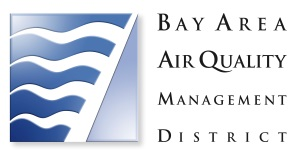 BAY AREA
AIR QUALITY
MANAGEMENT
DISTRICT